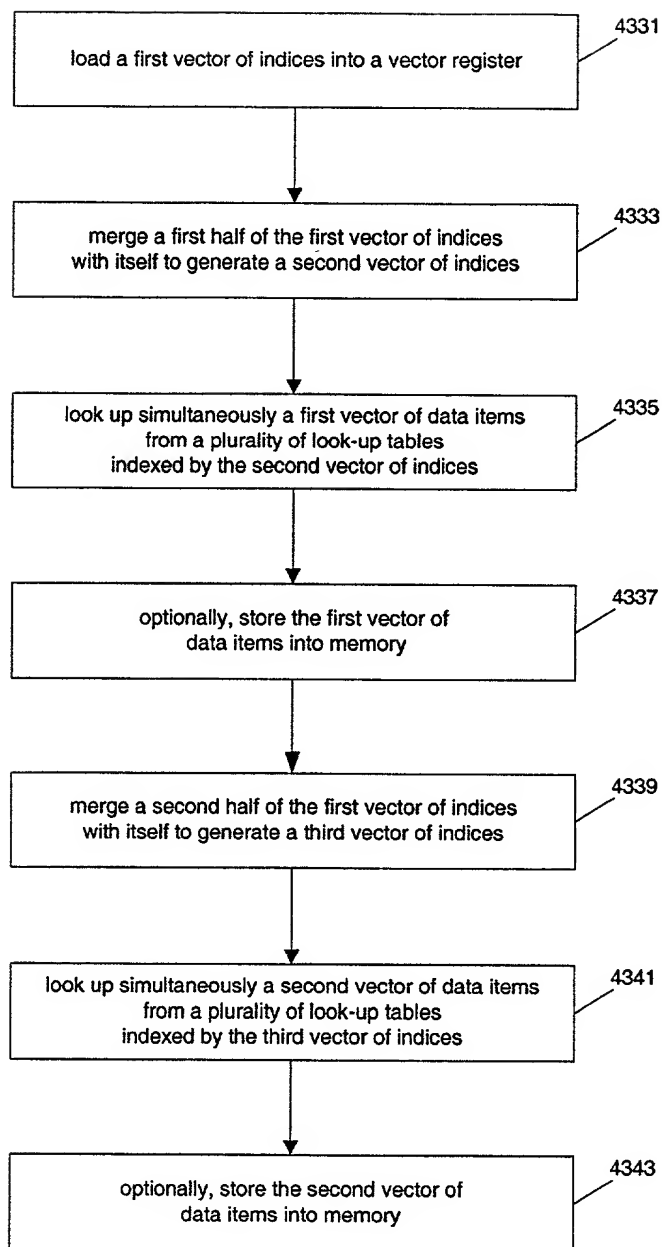 4331
load a first vector of indices into a vector register
4333
merge a first half of the first vector of indices
with itself to generate a second vector of indices
4335
look up simultaneously a first vector of data items
from a plurality of look-up tables
indexed by the second vector of indices
4337
optionally, store the first vector of
data items into memory
4339
merge a second half of the first vector of indices
with itself to generate a third vector of indices
4341
look up simultaneously a second vector of data items
from a plurality of look-up tables
indexed by the third vector of indices
4343
optionally, store the second vector of
data items into memory